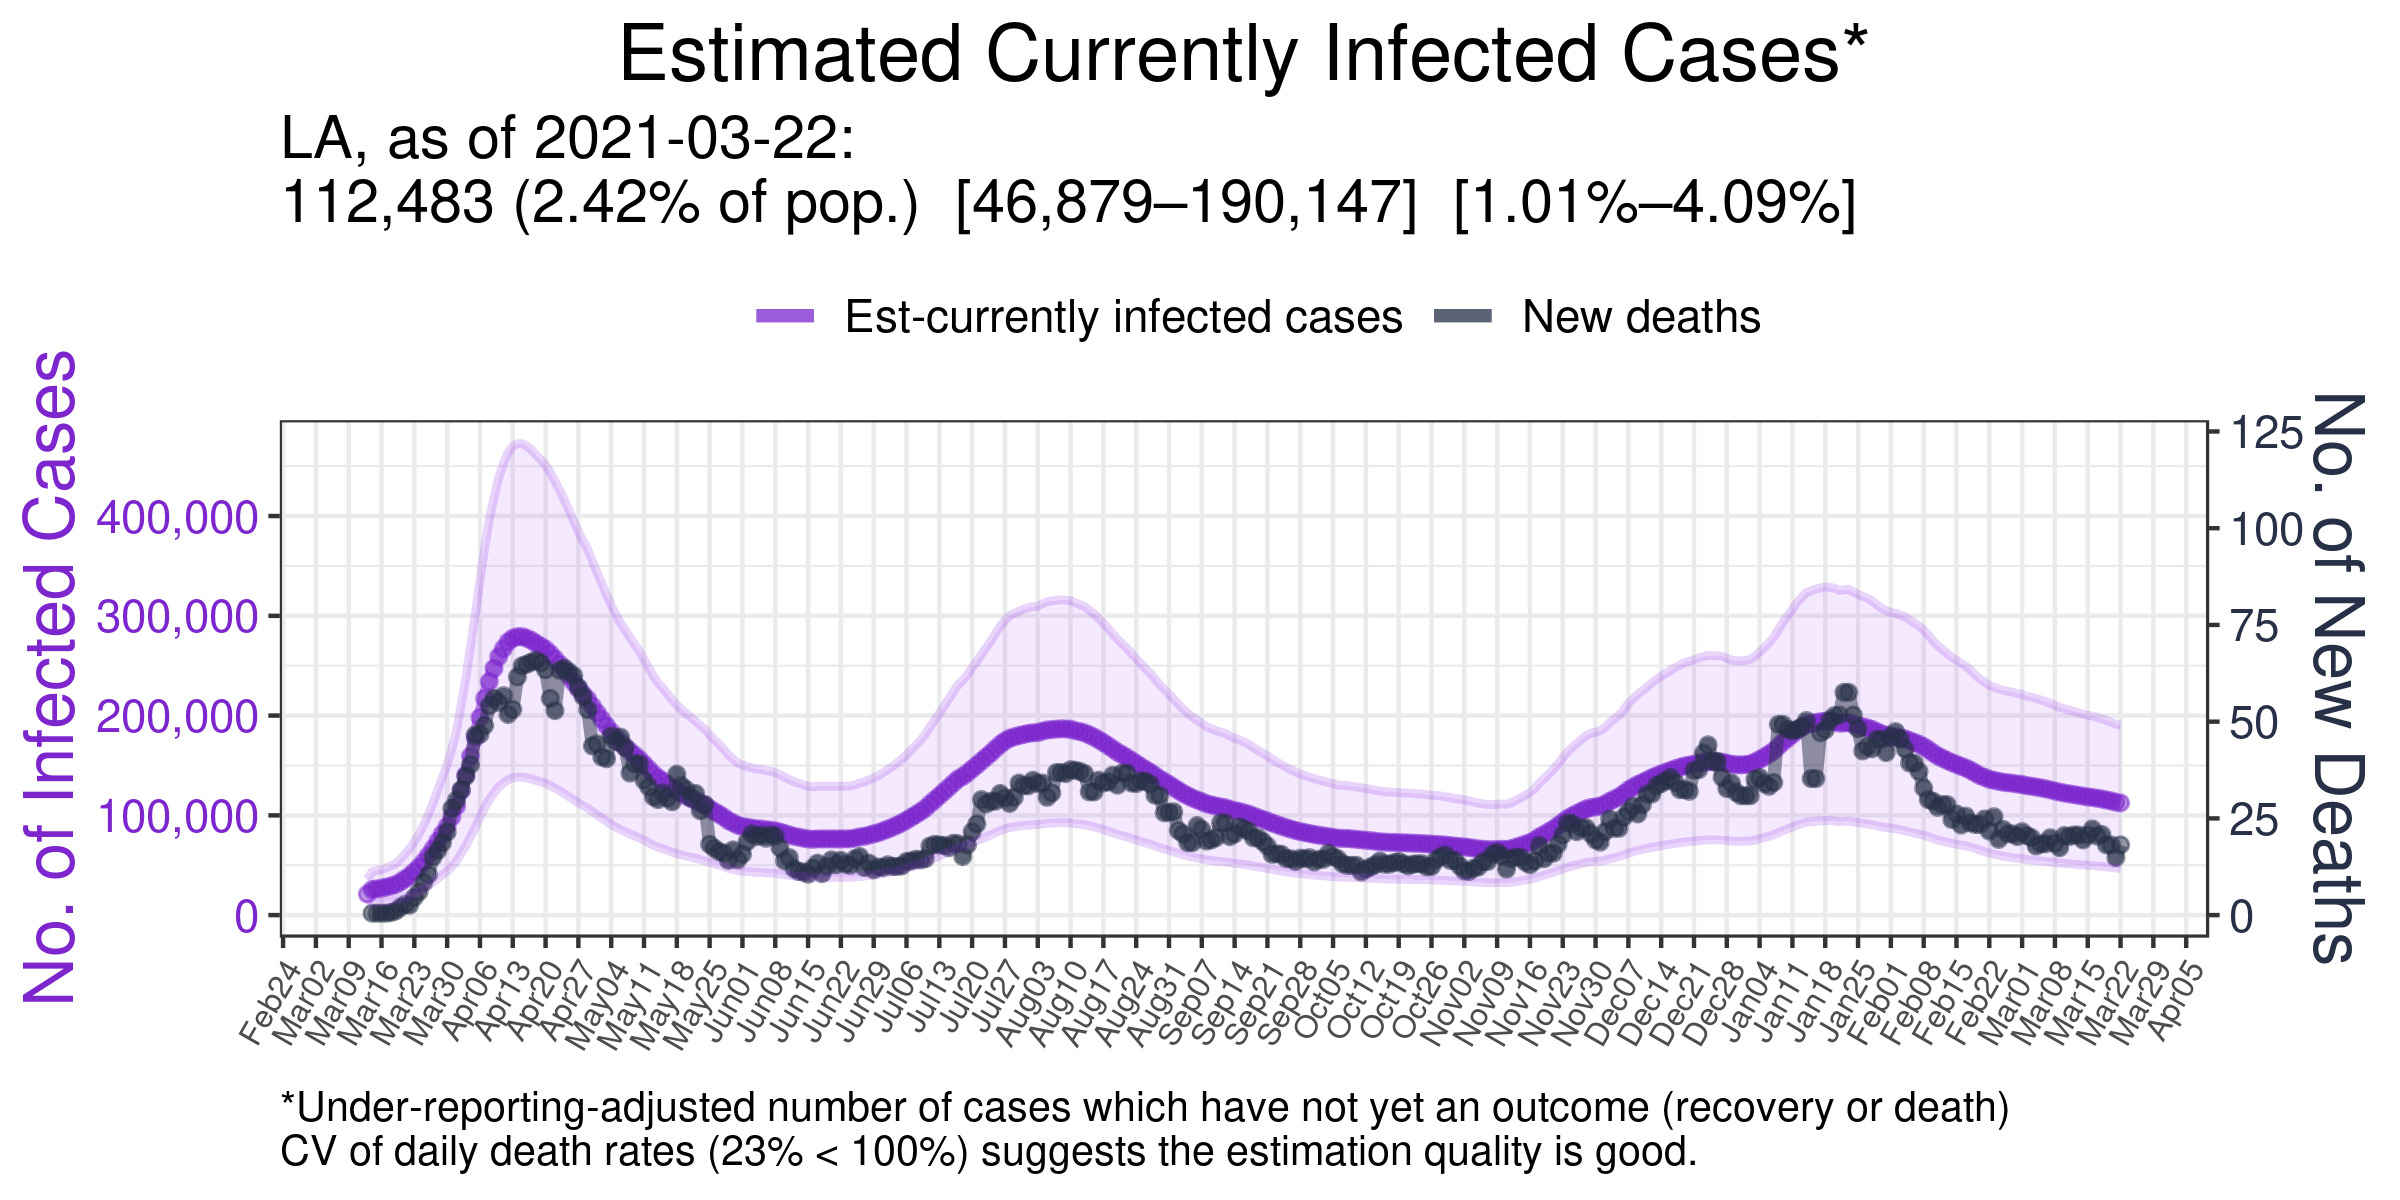 Estimated Currently Infected Cases*
LA, as of 2021-03-22:
112,483 (2.42% of pop.) [46,879–190,147] [1.01%–4.09%]
Est-currently infected cases
New deaths
No. of Infected Cases
400,000
300,000
200,000
100,000
0
125
100
75
50
25
0
No. of New Deaths
Feb24
Mar02
Mar09
Mar16
Mar23
Mar30
Apr06
Apr13
Apr20
Apr27
May04
May11
May18
May25
Jun01
Jun08
Jun15
Jun22
Jun29
Jul06
Jul13
Jul20
Jul27
Aug03
Aug10
Aug17
Aug24
Aug31
Sep07
Sep14
Sep21
Sep28
Oct05
Oct12
Oct19
Oct26
Nov02
Nov09
Nov16
Nov23
Nov30
Dec07
Dec14
Dec21
Dec28
Jan04
Jan11
Jan18
Jan25
Feb01
Feb08
Feb15
Feb22
Mar01
Mar08
Mar15
Mar22
Mar29
Apr05
*Under-reporting-adjusted number of cases which have not yet an outcome (recovery or death)
CV of daily death rates (23% < 100%) suggests the estimation quality is good.